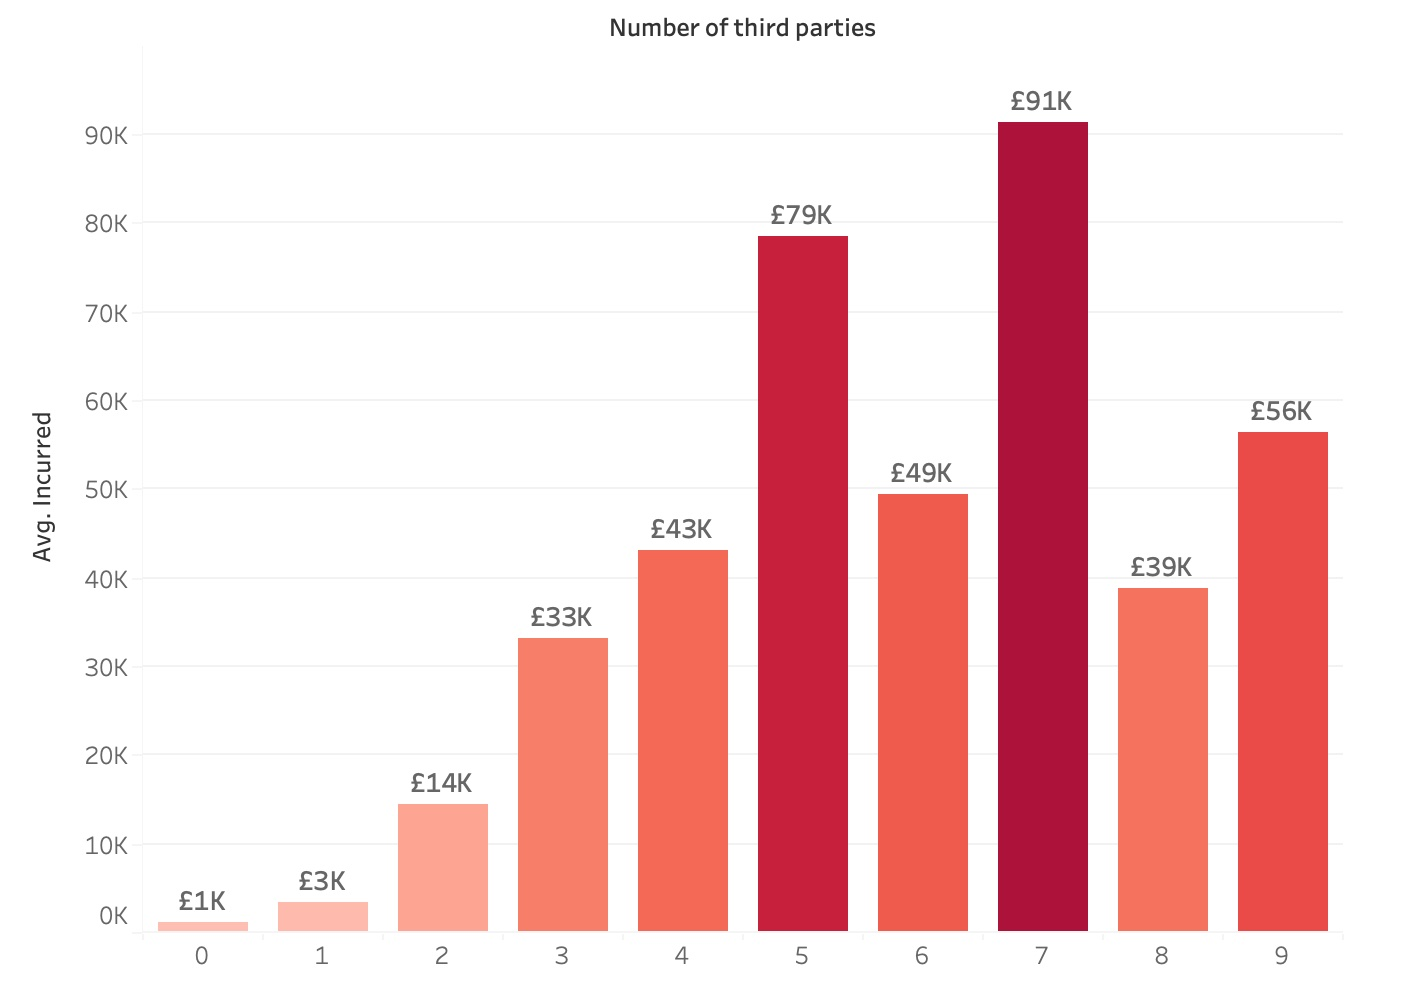 Number of third parties
£91K
90K
£79K
80K
70K
60K
£56K
Avg. Incurred
50K
£49K
£43K
40K
£39K
£33K
30K
20K
£14K
10K
£3K
£1K
0K
0 1 2 3 4 5 6 7 8 9